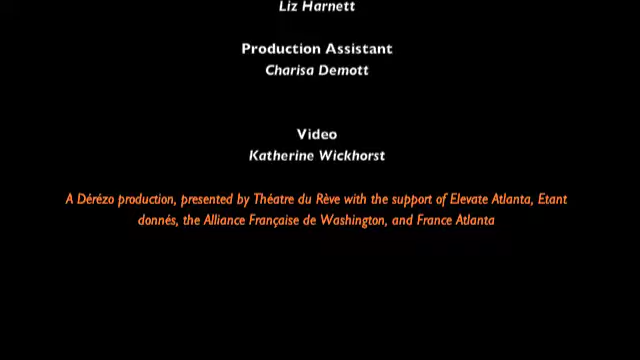 Liz Harnett
Production Assistant
Charisa Demott
Video
Katherine Wickhorst
A Dérézo production, presented by Théatre du Rève with the support of Elevate Atlanta, Etant
donnés, the Alliance Française de Washington, and France Atlanta